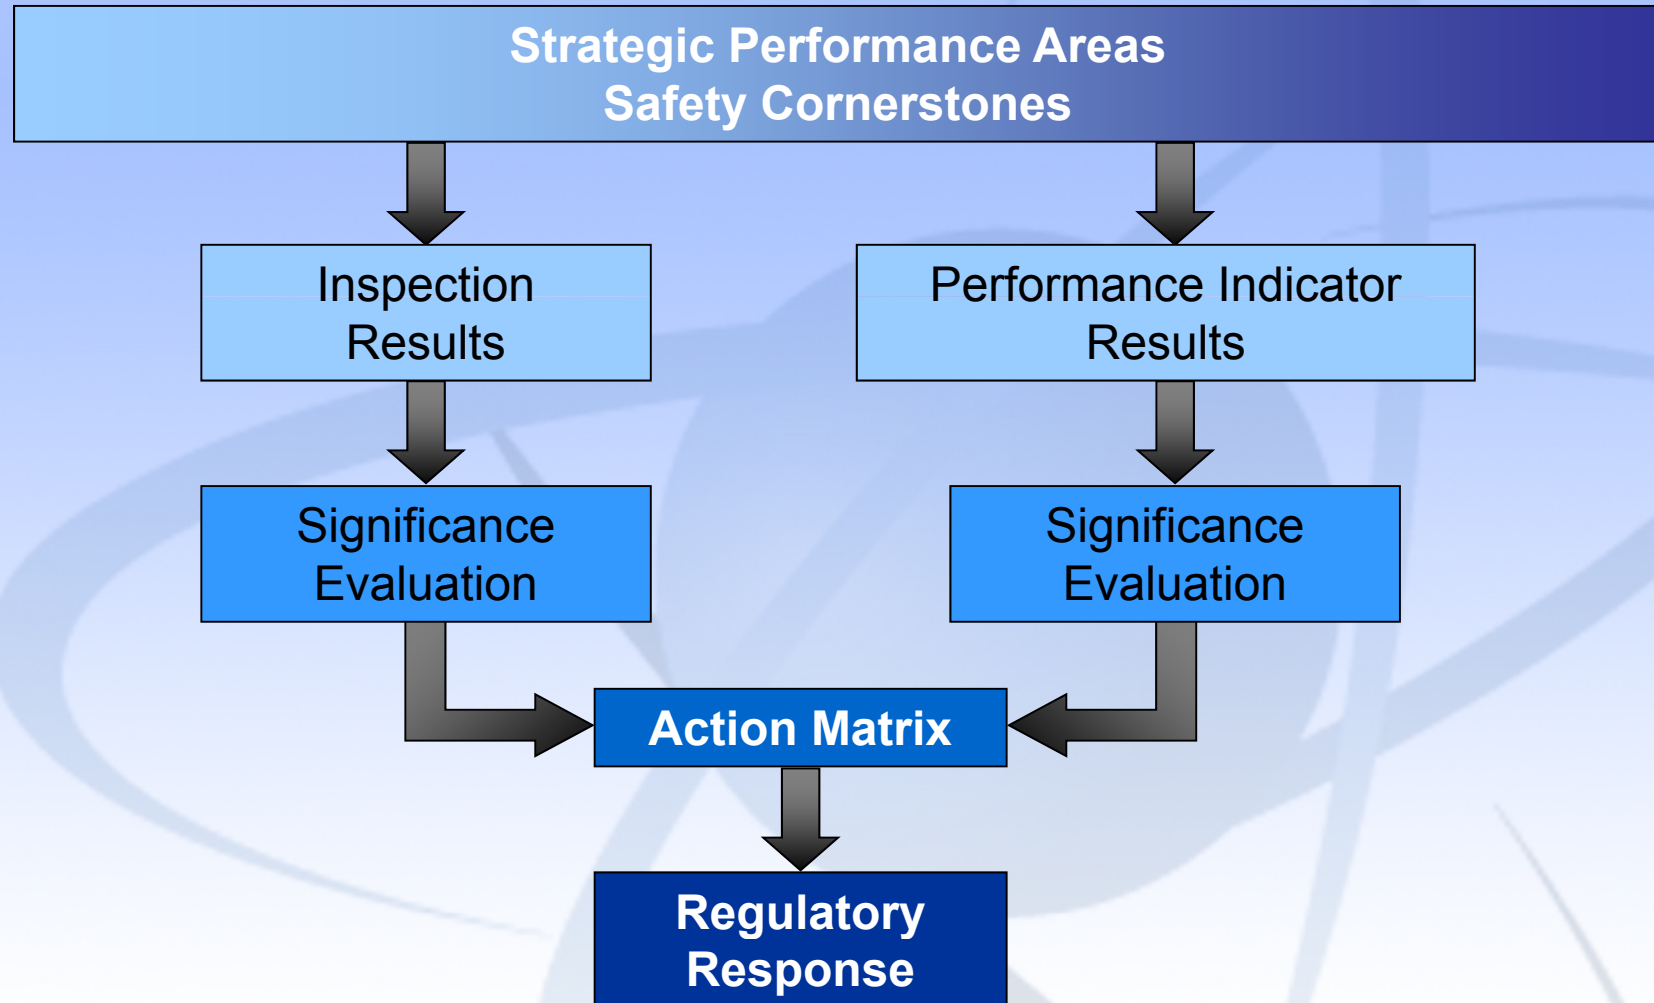 Strategic Performance Areas
Safety Cornerstones
Inspection
Results
Performance Indicator
Results
Significance
Evaluation
Significance
Evaluation
Action Matrix
Regulatory
Response